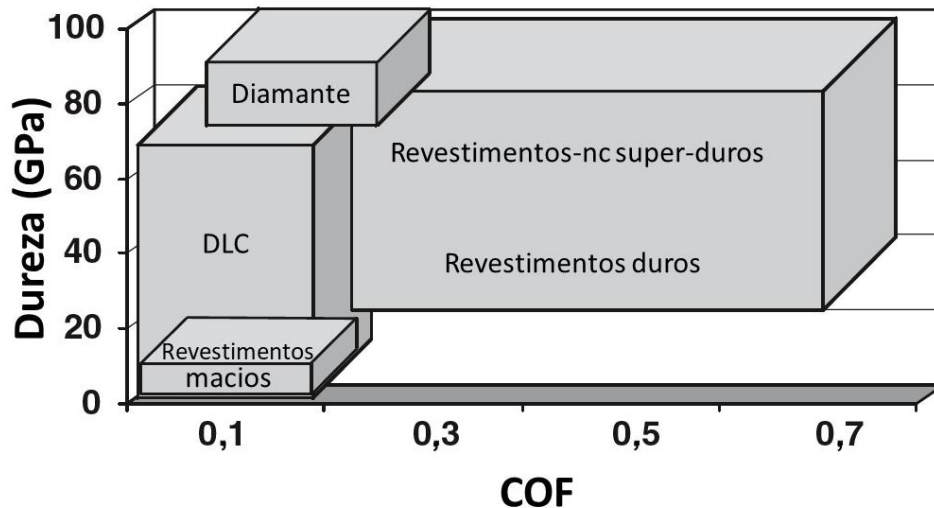 Dureza (GPa)
100
80
60
40
20
0
Diamante
Revestimentos-nc super-duros
DLC
Revestimentos duros
Revestimentos
macios
0,1
0,3
0,5
0,7
COF